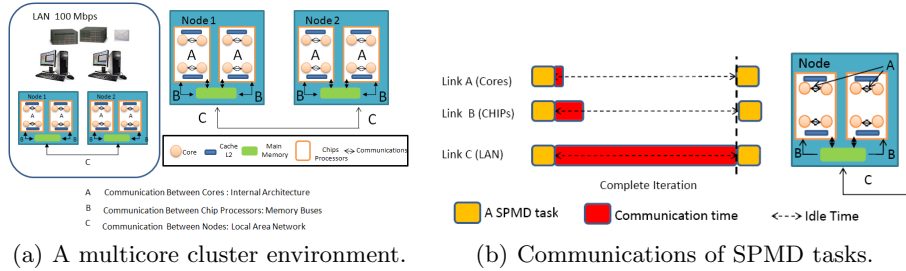 LAN 100 Mbps
Node 1
A
A
B
B
C
Node 1
A
A
B
B
Node 2
A
A
B
B
C
Node 2
A
A
B
B
Core
Cache L2
Main Memory
Chips Processors
Communications
A Communication Between Cores : Internal Architecture
B Communication Between Chip Processors: Memory Buses
C Communication Between Nodes: Local Area Network
(a) A multicore cluster environment.
Link A (Cores)
Link B (CHIPs)
Link C (LAN)
Complete Iteration
A SPMD task
Communication time
Idle Time
Node
A
B
B
C
(b) Communications of SPMD tasks.